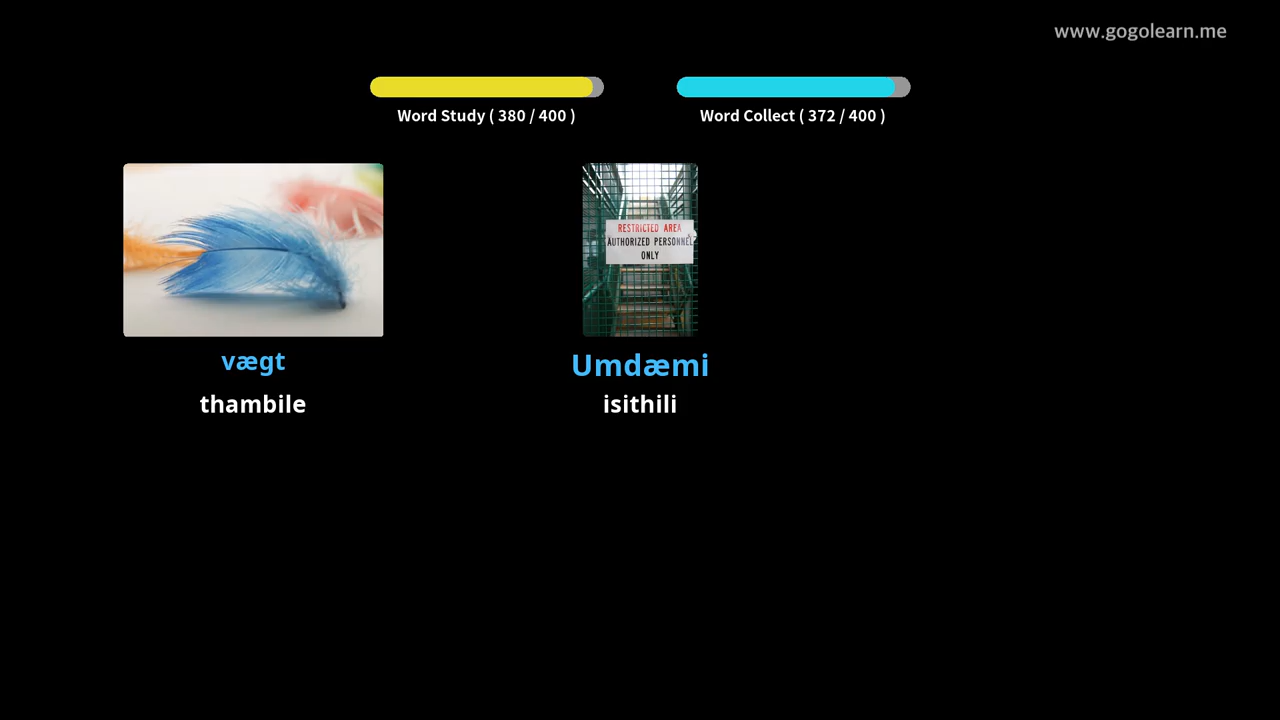 www.gogolearn.me
Word Study ( 380 / 400 )
Word Collect ( 372 / 400 )
RESTRICTED AREA
AUTHORIZED PERSONNEL
ONLY
vægt
thambile
Umdæmi
isithili